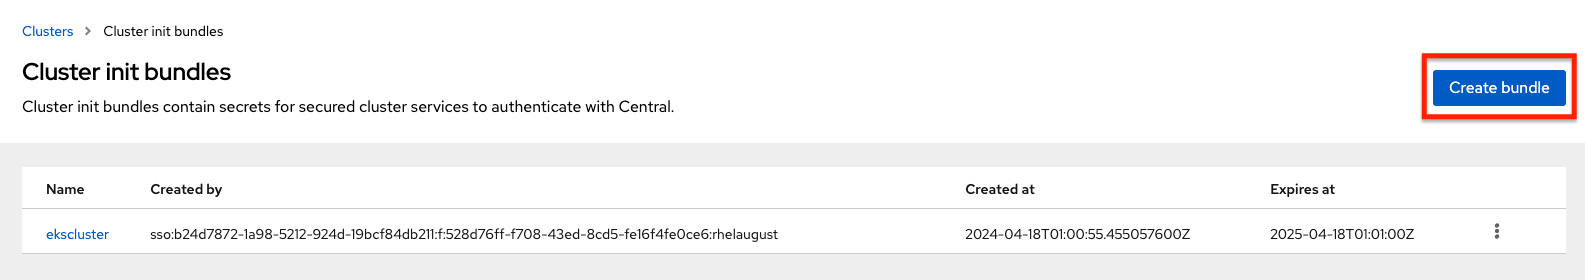 Clusters > Cluster init bundles
Cluster init bundles
Cluster init bundles contain secrets for secured cluster services to authenticate with Central.
Create bundle
Name Created by Created at Expires at
ekscluster sso:b24d7872-1a98-5212-924d-19bcf84db211:f:528d76ff-f708-43ed-8cd5-fe16f4fe0ce6:rhelaugust 2024-04-18T01:00:55.455057600Z 2025-04-18T01:01:00Z